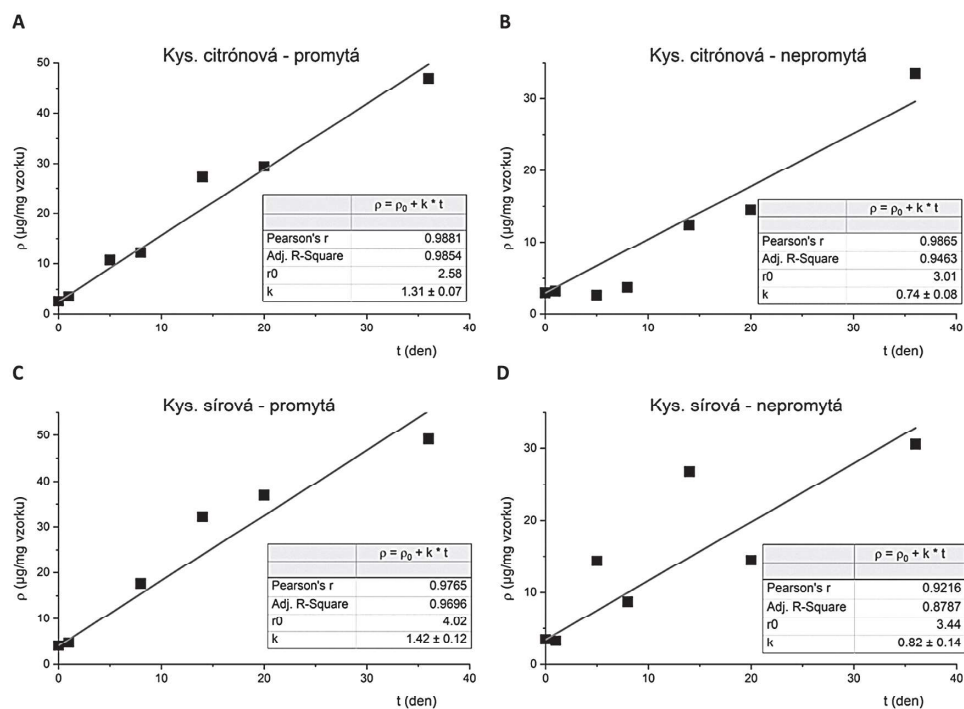 A
Kys. citrónová - promytá
50
40
30
20
10
0
ρ (µg/mg vzorku)
0
10
20
30
40
t (den)
ρ = ρ₀ + k * t
Pearson's r 0.9881
Adj. R-Square 0.9854
r0 2.58
k 1.31 ± 0.07
B
Kys. citrónová - nepromytá
30
20
10
0
ρ (µg/mg vzorku)
0
10
20
30
40
t (den)
ρ = ρ₀ + k * t
Pearson's r 0.9865
Adj. R-Square 0.9463
r0 3.01
k 0.74 ± 0.08
C
Kys. sírová - promytá
50
40
30
20
10
0
ρ (µg/mg vzorku)
0
10
20
30
40
t (den)
ρ = ρ₀ + k * t
Pearson's r 0.9765
Adj. R-Square 0.9696
r0 4.02
k 1.42 ± 0.12
D
Kys. sírová - nepromytá
30
20
10
0
ρ (µg/mg vzorku)
0
10
20
30
40
t (den)
ρ = ρ₀ + k * t
Pearson's r 0.9216
Adj. R-Square 0.8787
r0 3.44
k 0.82 ± 0.14